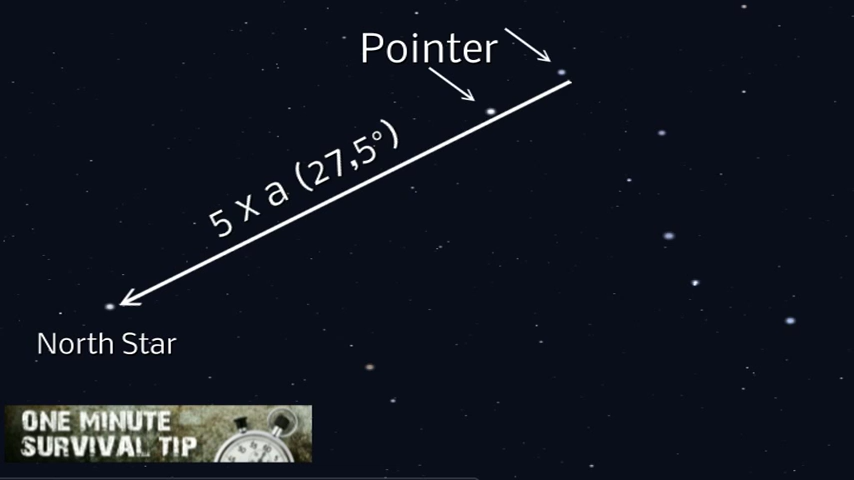 Pointer
5 x a (27,5°)
North Star
ONE MINUTE
SURVIVAL TIP